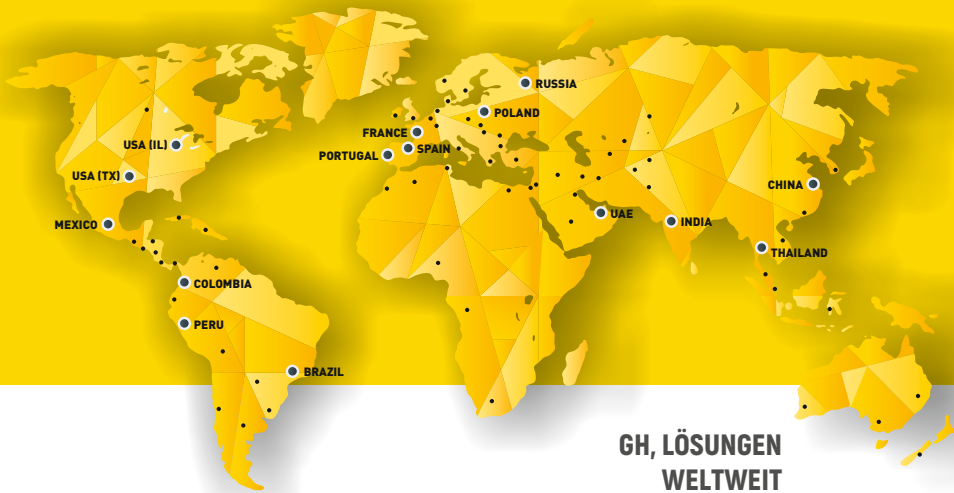 RUSSIA
POLAND
FRANCE
SPAIN
PORTUGAL
USA (IL)
USA (TX)
MEXICO
CHINA
UAE
INDIA
THAILAND
COLOMBIA
PERU
BRAZIL
GH, LÖSUNGEN
WELTWEIT